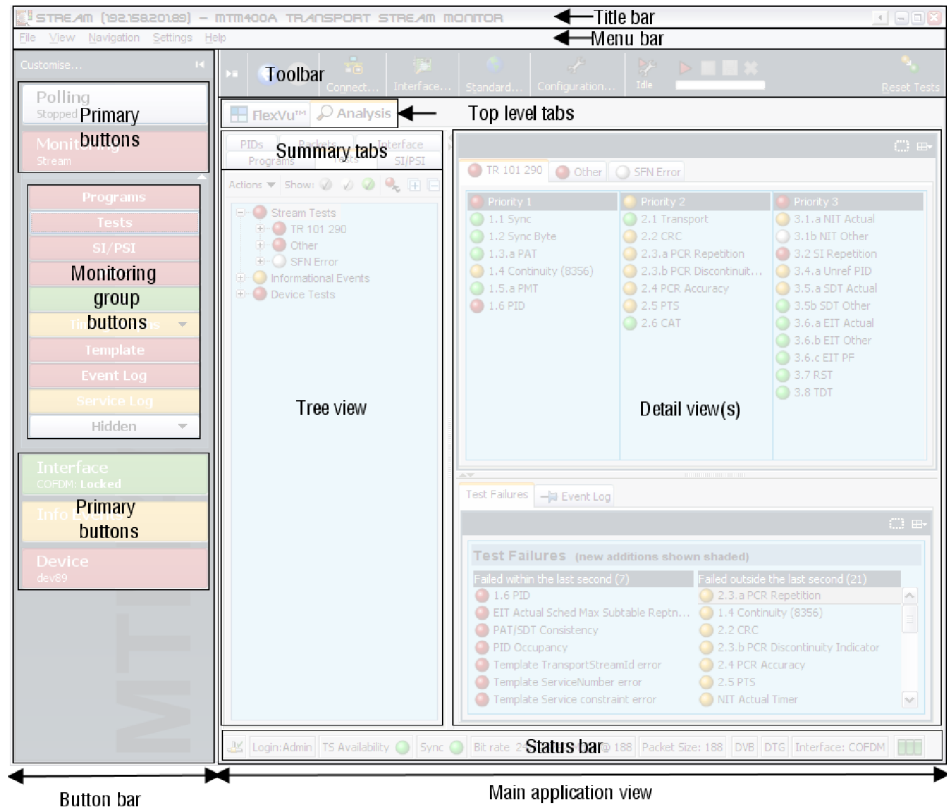 STREAM (192.158.201.89) - MTM400A TRANSPORT STREAM MONITOR
Title bar
File View Navigation Settings Help
Menu bar
Customise...
Toolbar
Connect... Interface... Standard... Configuration... Idle Reset Tests
Polling
Stopped
Primary
buttons
Stream
FlexVu™ Analysis
Top level tabs
PIDs Packets Interface
Programs Tests SI/PSI
Summary tabs
Actions Show:
Programs
Tests
SI/PSI
Monitoring
group
buttons
Template
Event Log
Service Log
Hidden
Interface
COFDM: Locked
Primary
buttons
Device
dev89
MT
Stream Tests
TR 101 290
Other
SFN Error
Informational Events
Device Tests
Tree view
TR 101 290 Other SFN Error
Priority 1
1.1 Sync
1.2 Sync Byte
1.3.a PAT
1.4 Continuity (8356)
1.5.a PMT
1.6 PID
Priority 2
2.1 Transport
2.2 CRC
2.3.a PCR Repetition
2.3.b PCR Discontinuit...
2.4 PCR Accuracy
2.5 PTS
2.6 CAT
Priority 3
3.1.a NIT Actual
3.1b NIT Other
3.2 SI Repetition
3.4.a Unref PID
3.5.a SDT Actual
3.5b SDT Other
3.6.a EIT Actual
3.6.b EIT Other
3.6.c EIT PF
3.7 RST
3.8 TDT
Detail view(s)
Test Failures Event Log
Test Failures (new additions shown shaded)
Failed within the last second (7)
1.6 PID
EIT Actual Sched Max Subtable Reptn...
PAT/SDT Consistency
PID Occupancy
Template TransportStreamId error
Template ServiceNumber error
Template Service constraint error
Failed outside the last second (21)
2.3.a PCR Repetition
1.4 Continuity (8356)
2.2 CRC
2.3.b PCR Discontinuity Indicator
2.4 PCR Accuracy
2.5 PTS
NIT Actual Timer
Login:Admin TS Availability Sync Bit rate @ 188 Packet Size: 188 DVB DTG Interface: COFDM
Status bar
Button bar
Main application view